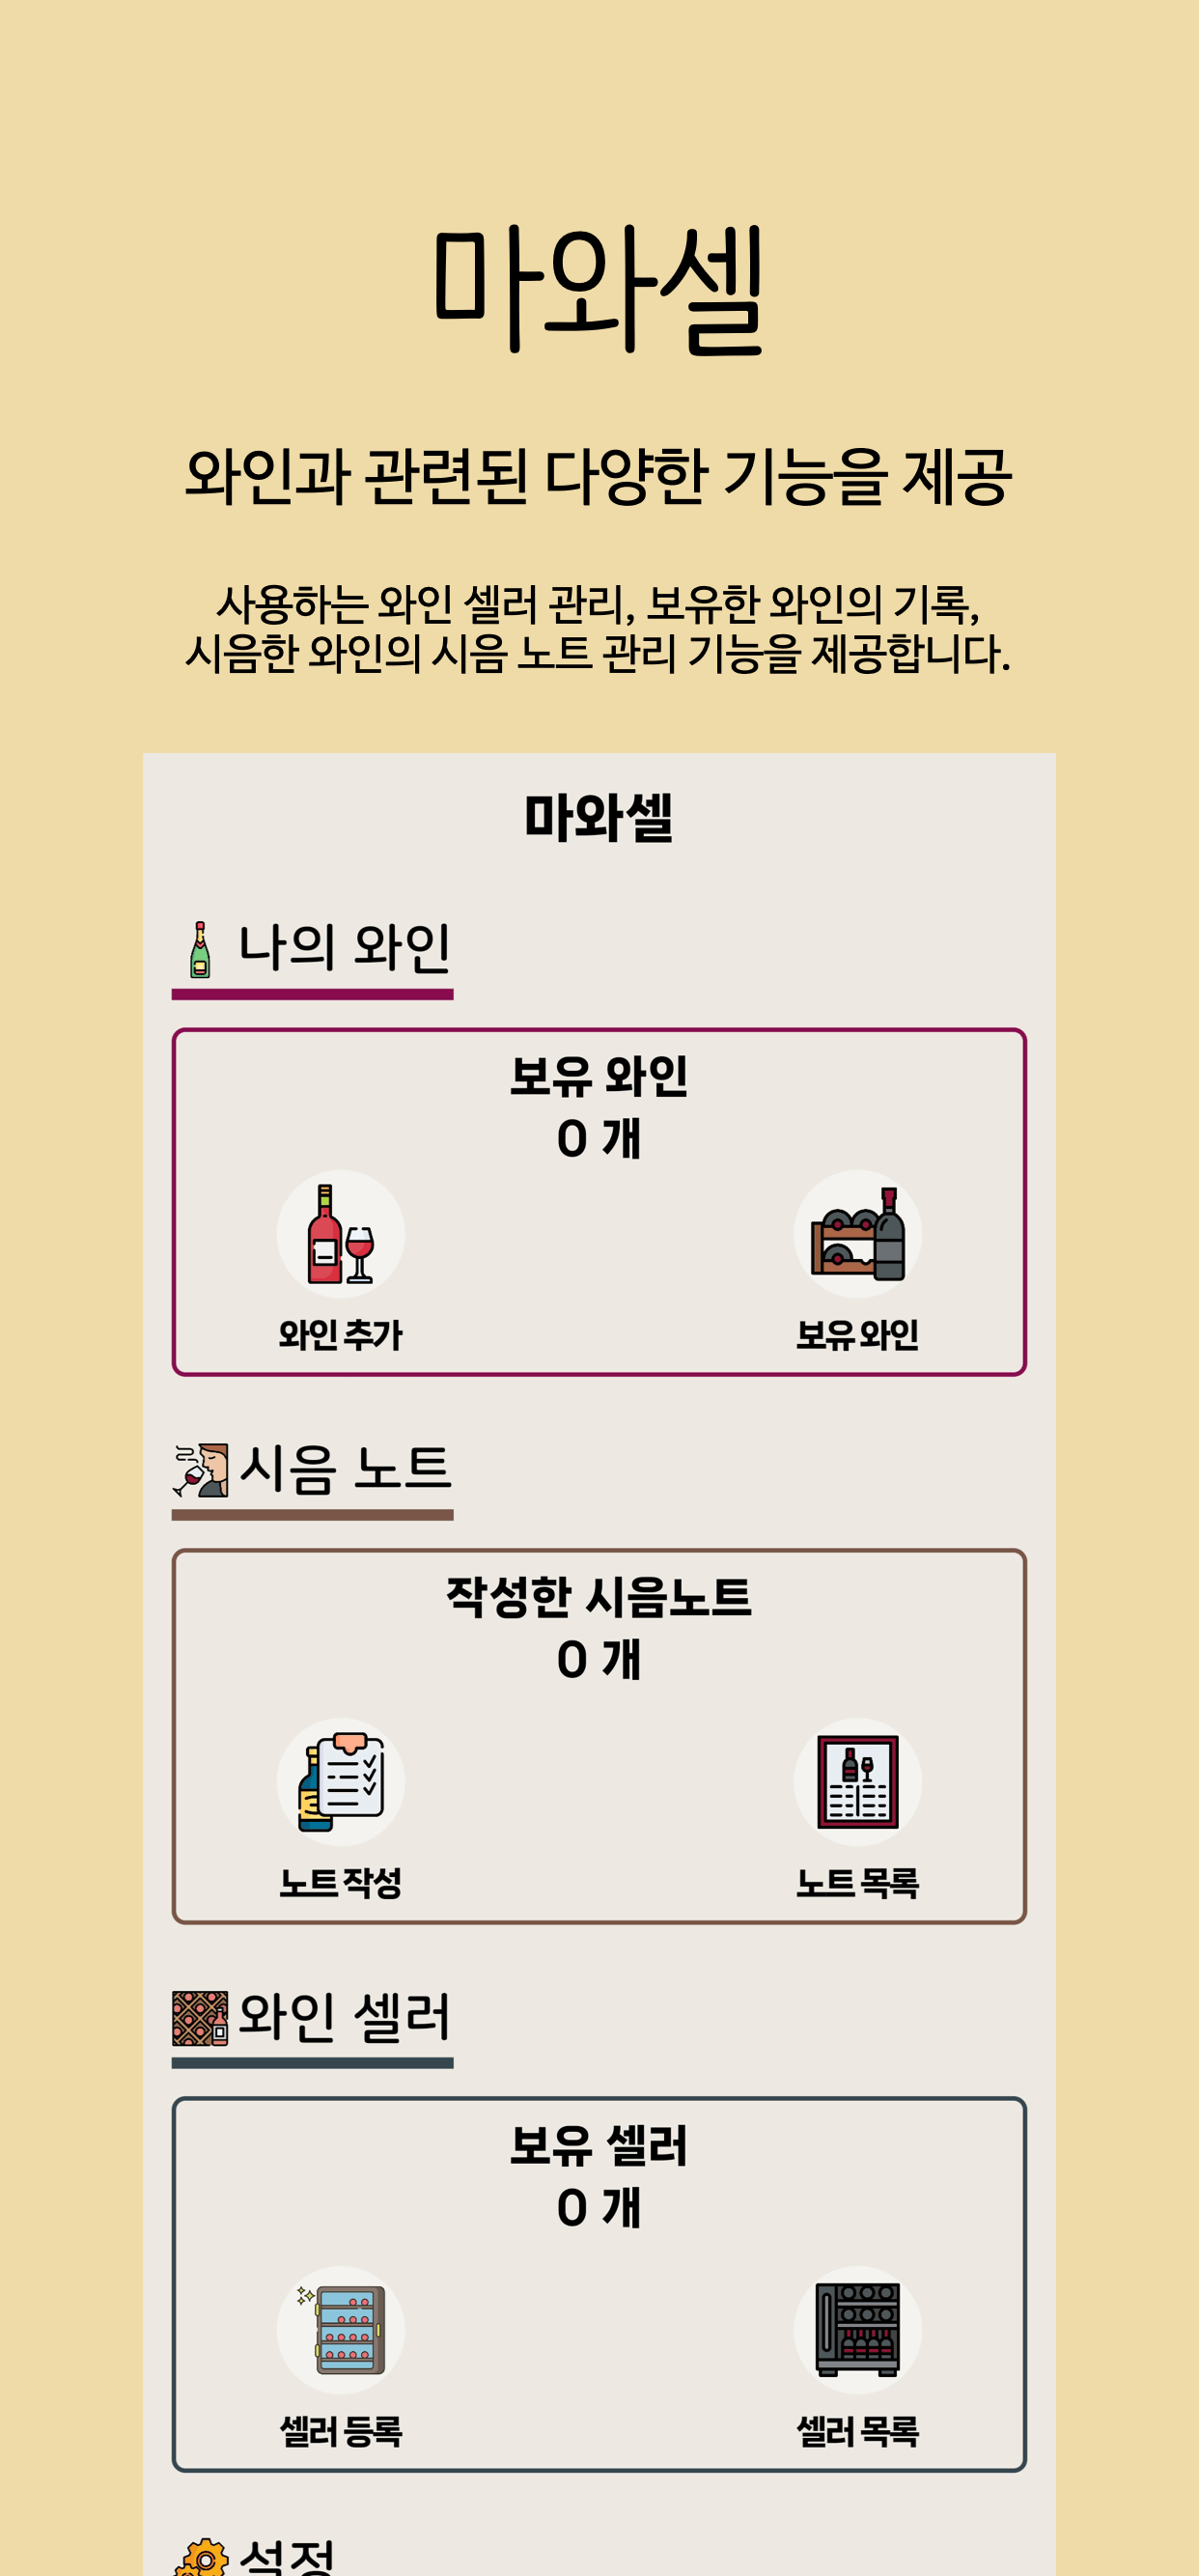 마와셀
와인과 관련된 다양한 기능을 제공
사용하는 와인 셀러 관리, 보유한 와인의 기록,
시음한 와인의 시음 노트 관리 기능을 제공합니다.
마와셀
나의 와인
보유 와인
0 개
와인 추가
보유 와인
시음 노트
작성한 시음노트
0 개
노트 작성
노트 목록
와인 셀러
보유 셀러
0 개
셀러 등록
셀러 목록
설정